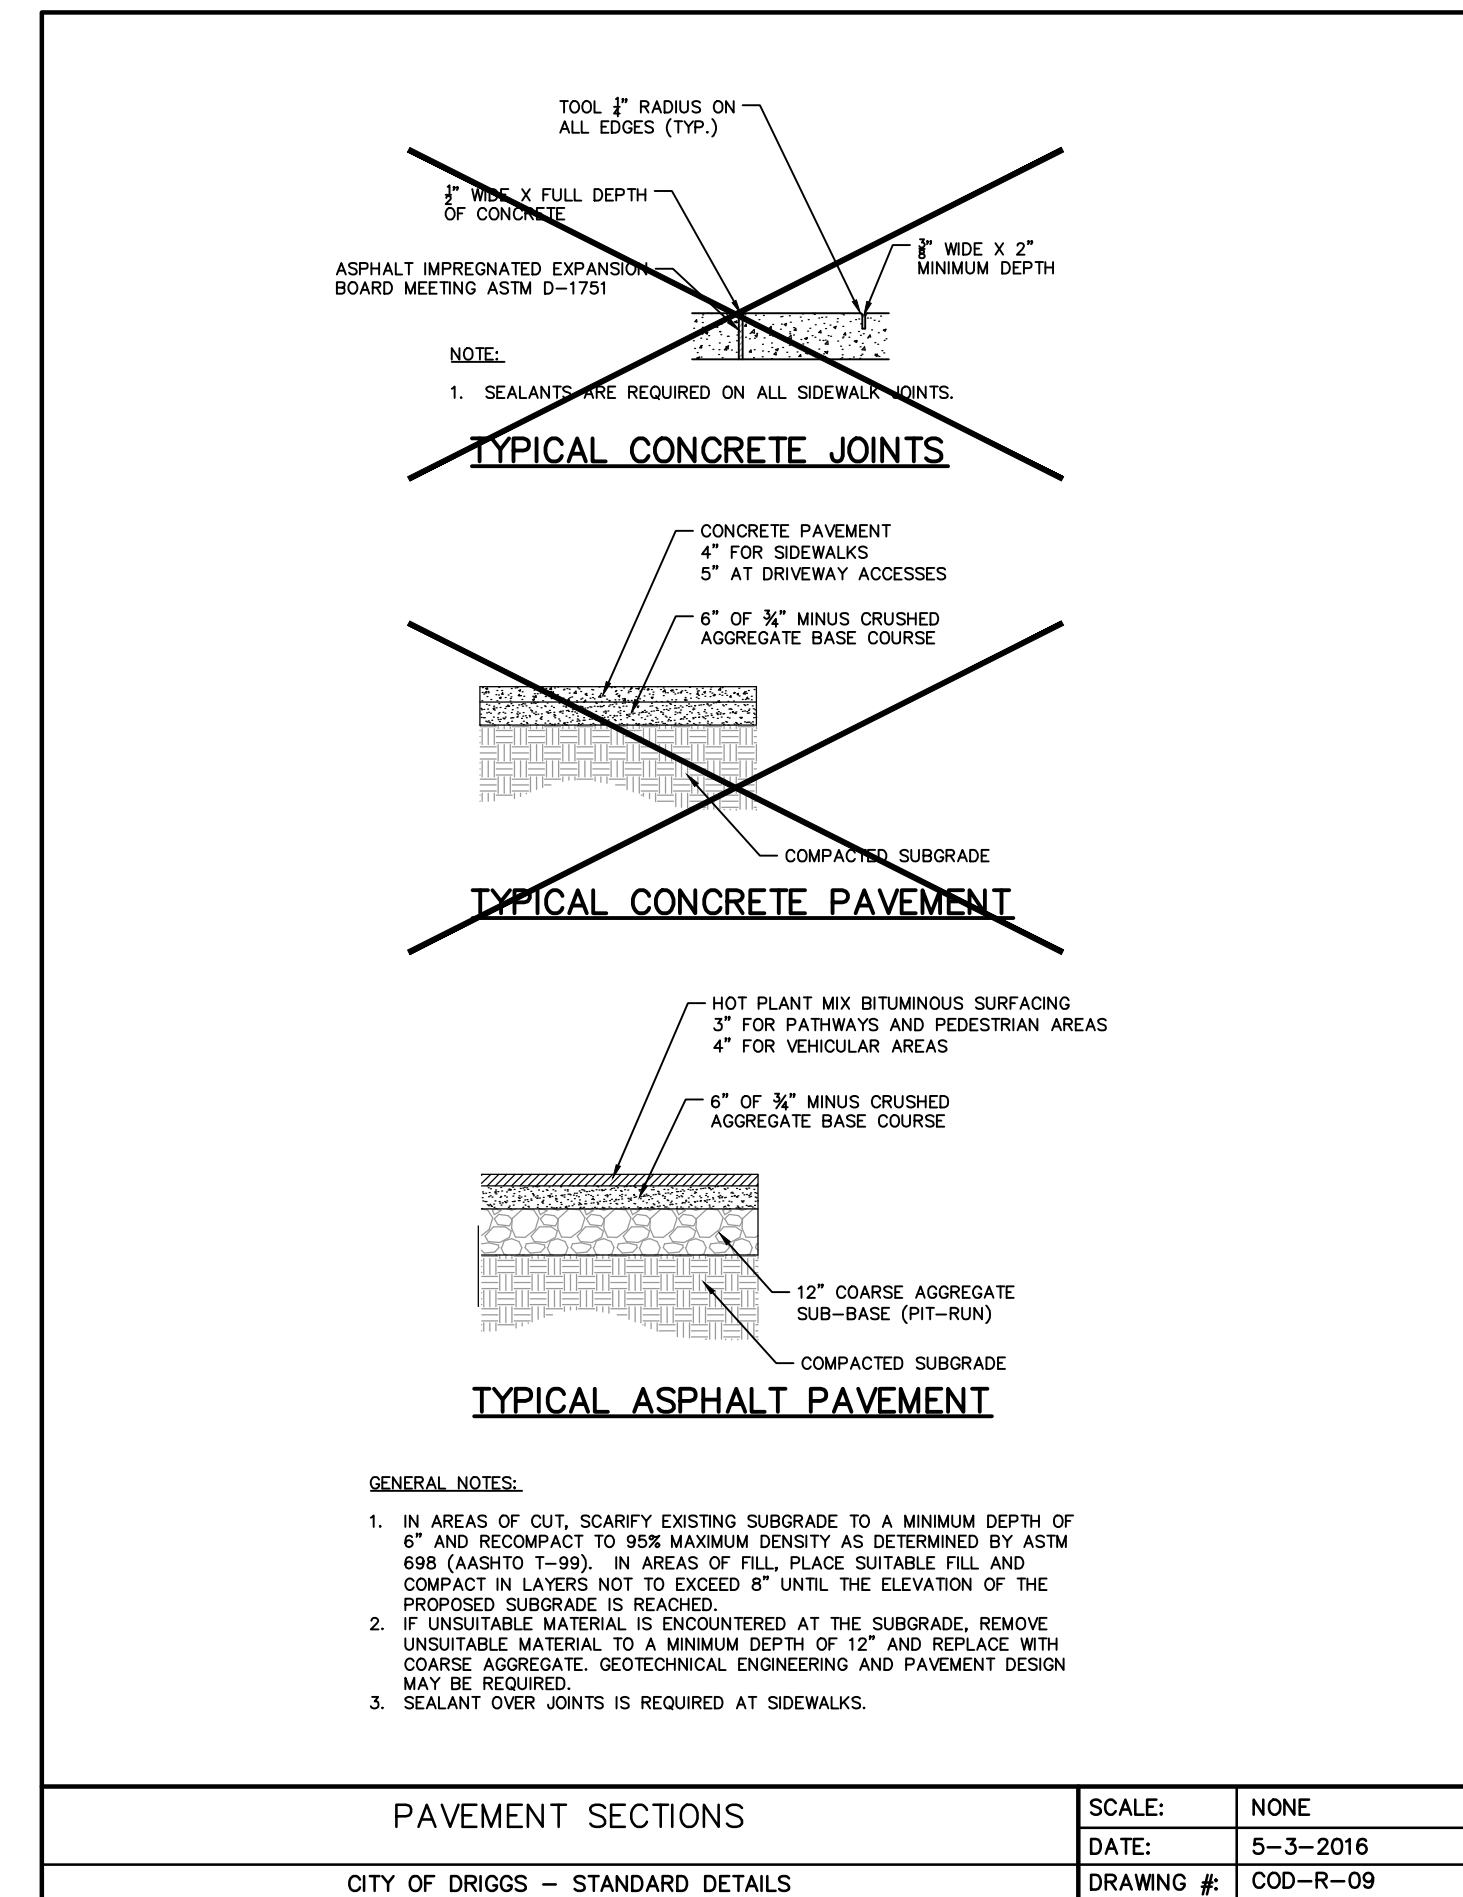 TOOL 1/4" RADIUS ON
ALL EDGES (TYP.)
1/2" WIDE X FULL DEPTH
OF CONCRETE
3/8" WIDE X 2"
MINIMUM DEPTH
ASPHALT IMPREGNATED EXPANSION
BOARD MEETING ASTM D-1751
NOTE:
1. SEALANTS ARE REQUIRED ON ALL SIDEWALK JOINTS.
TYPICAL CONCRETE JOINTS
CONCRETE PAVEMENT
4" FOR SIDEWALKS
5" AT DRIVEWAY ACCESSES
6" OF 3/4" MINUS CRUSHED
AGGREGATE BASE COURSE
COMPACTED SUBGRADE
TYPICAL CONCRETE PAVEMENT
HOT PLANT MIX BITUMINOUS SURFACING
3" FOR PATHWAYS AND PEDESTRIAN AREAS
4" FOR VEHICULAR AREAS
6" OF 3/4" MINUS CRUSHED
AGGREGATE BASE COURSE
12" COARSE AGGREGATE
SUB-BASE (PIT-RUN)
COMPACTED SUBGRADE
TYPICAL ASPHALT PAVEMENT
GENERAL NOTES:
1. IN AREAS OF CUT, SCARIFY EXISTING SUBGRADE TO A MINIMUM DEPTH OF
6" AND RECOMPACT TO 95% MAXIMUM DENSITY AS DETERMINED BY ASTM
698 (AASHTO T-99). IN AREAS OF FILL, PLACE SUITABLE FILL AND
COMPACT IN LAYERS NOT TO EXCEED 8" UNTIL THE ELEVATION OF THE
PROPOSED SUBGRADE IS REACHED.
2. IF UNSUITABLE MATERIAL IS ENCOUNTERED AT THE SUBGRADE, REMOVE
UNSUITABLE MATERIAL TO A MINIMUM DEPTH OF 12" AND REPLACE WITH
COARSE AGGREGATE. GEOTECHNICAL ENGINEERING AND PAVEMENT DESIGN
MAY BE REQUIRED.
3. SEALANT OVER JOINTS IS REQUIRED AT SIDEWALKS.
PAVEMENT SECTIONS
SCALE: NONE
DATE: 5-3-2016
CITY OF DRIGGS - STANDARD DETAILS
DRAWING #: COD-R-09